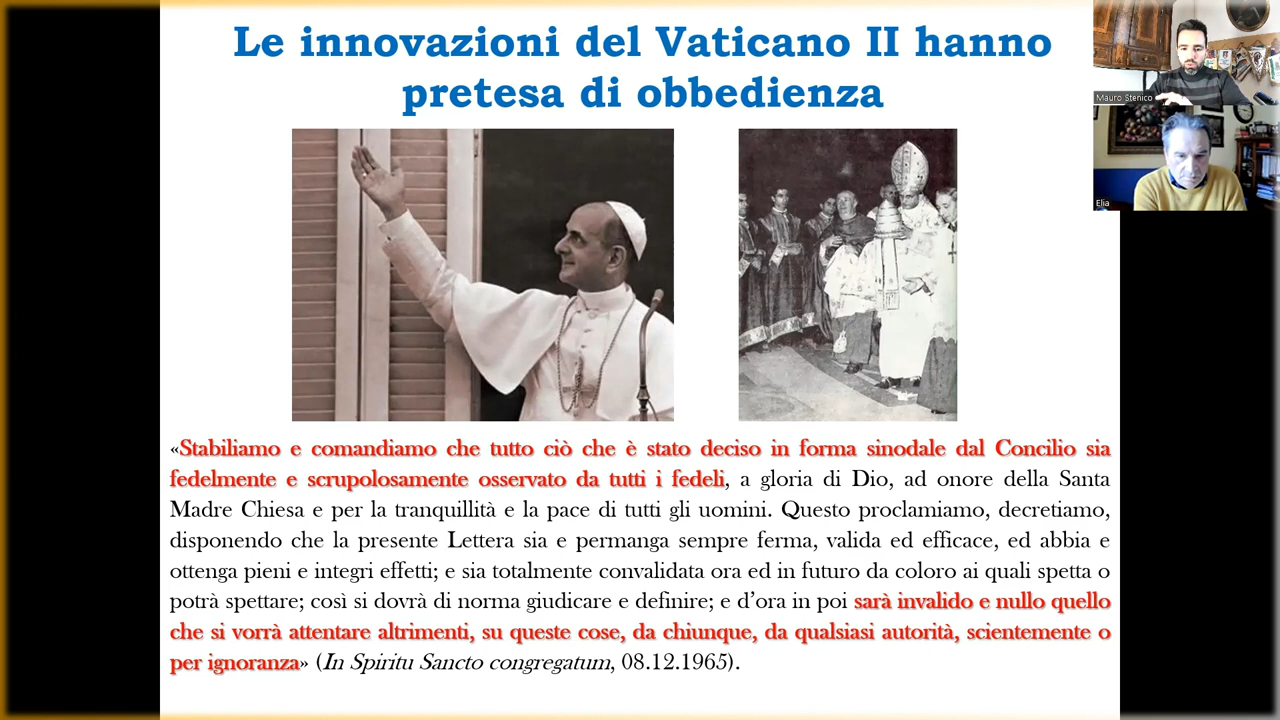 Le innovazioni del Vaticano II hanno
pretesa di obbedienza
Mauro Stenico
Elia
«Stabiliamo e comandiamo che tutto ciò che è stato deciso in forma sinodale dal Concilio sia
fedelmente e scrupolosamente osservato da tutti i fedeli, a gloria di Dio, ad onore della Santa
Madre Chiesa e per la tranquillità e la pace di tutti gli uomini. Questo proclamiamo, decretiamo,
disponendo che la presente Lettera sia e permanga sempre ferma, valida ed efficace, ed abbia e
ottenga pieni e integri effetti; e sia totalmente convalidata ora ed in futuro da coloro ai quali spetta o
potrà spettare; così si dovrà di norma giudicare e definire; e d’ora in poi sarà invalido e nullo quello
che si vorrà attentare altrimenti, su queste cose, da chiunque, da qualsiasi autorità, scientemente o
per ignoranza» (In Spiritu Sancto congregatum, 08.12.1965).